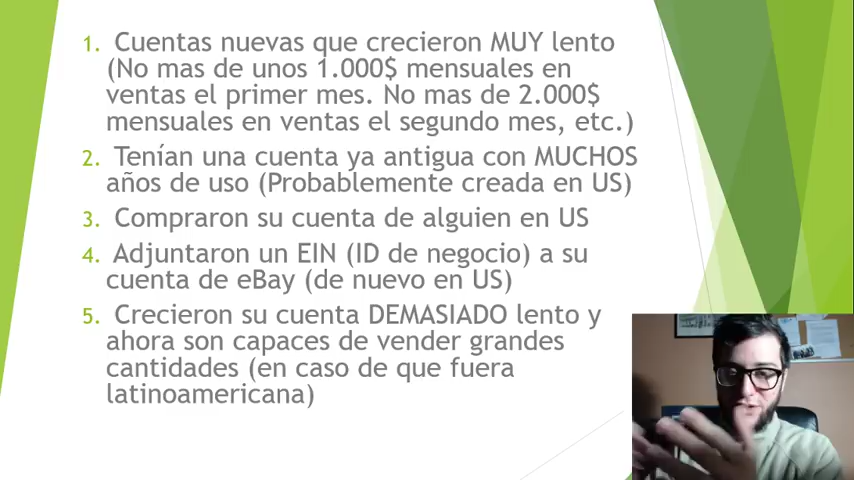 1. Cuentas nuevas que crecieron MUY lento
(No mas de unos 1.000$ mensuales en
ventas el primer mes. No mas de 2.000$
mensuales en ventas el segundo mes, etc.)
2. Tenían una cuenta ya antigua con MUCHOS
años de uso (Probablemente creada en US)
3. Compraron su cuenta de alguien en US
4. Adjuntaron un EIN (ID de negocio) a su
cuenta de eBay (de nuevo en US)
5. Crecieron su cuenta DEMASIADO lento y
ahora son capaces de vender grandes
cantidades (en caso de que fuera
latinoamericana)